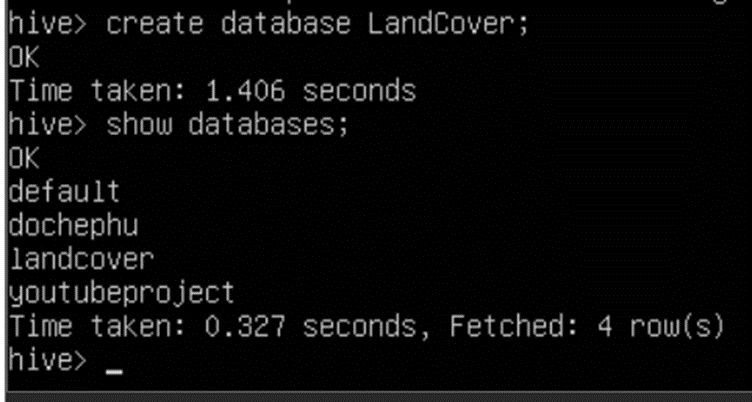 hive> create database LandCover;
OK
Time taken: 1.406 seconds
hive> show databases;
OK
default
dochephu
landcover
youtubeproject
Time taken: 0.327 seconds, Fetched: 4 row(s)
hive> _